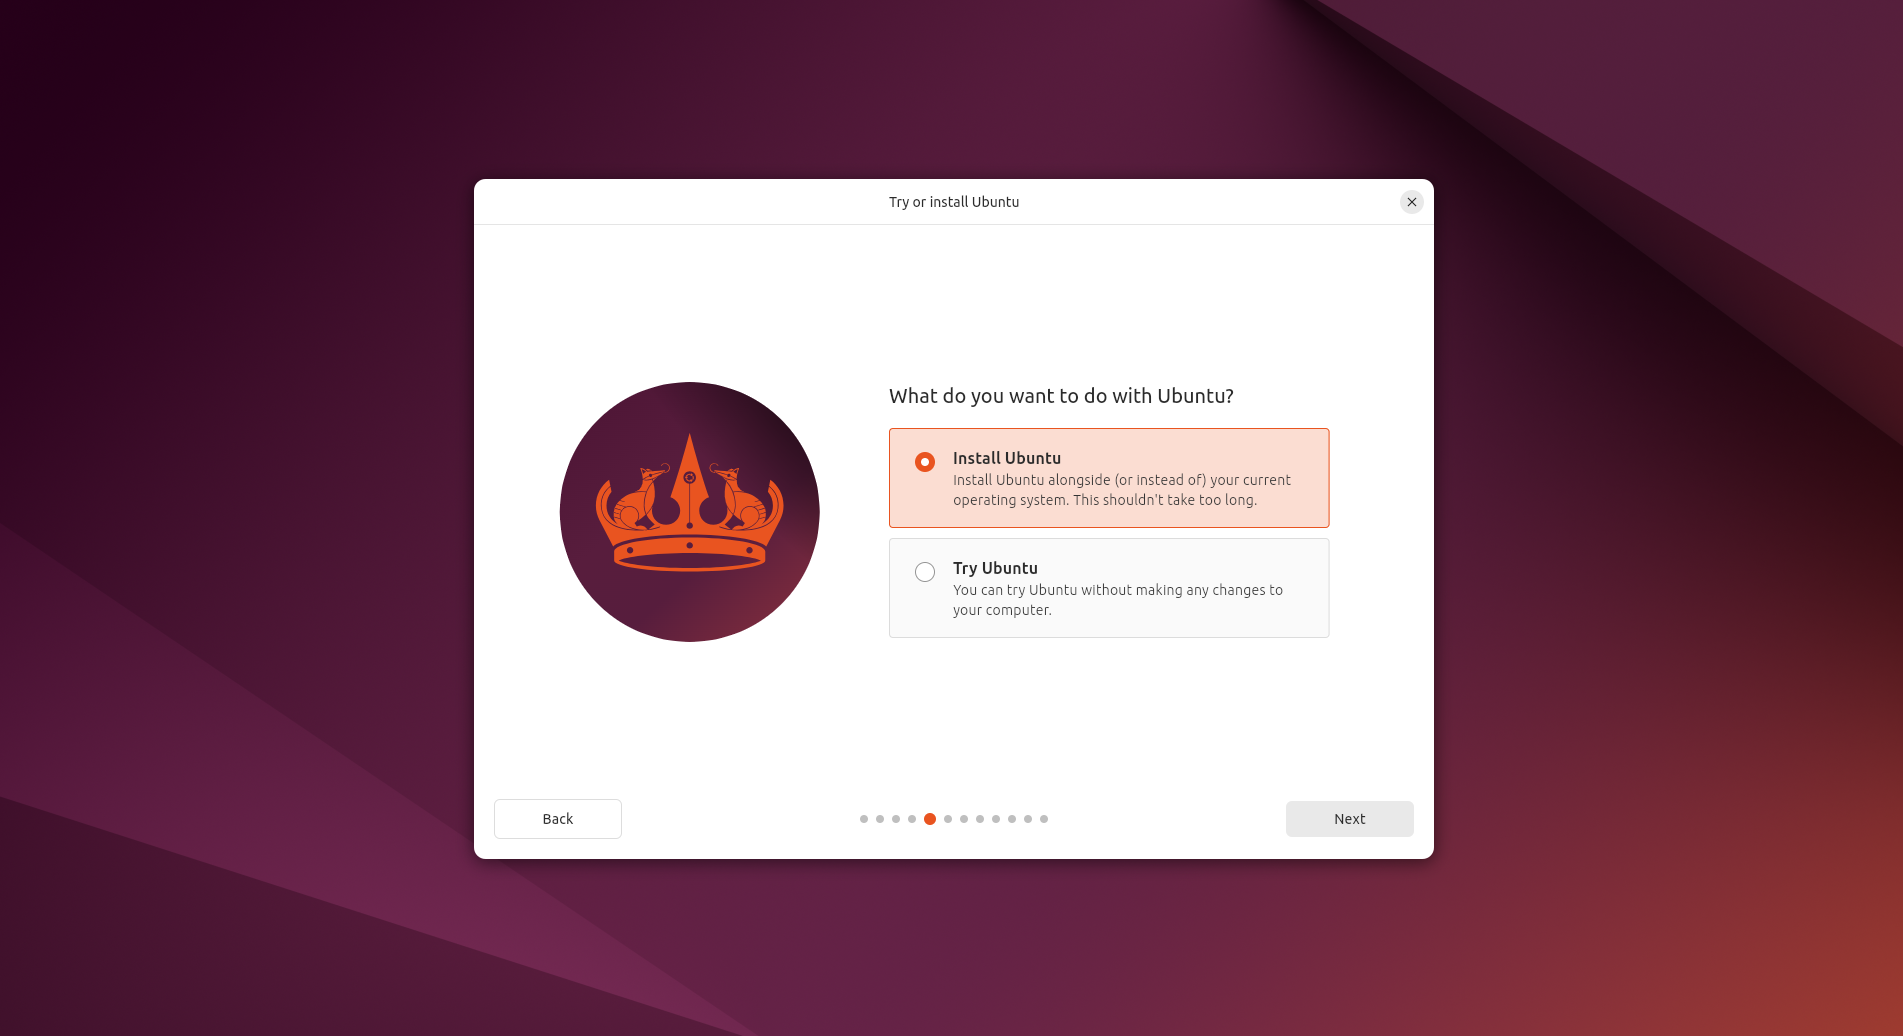 Try or install Ubuntu
What do you want to do with Ubuntu?
Install Ubuntu
Install Ubuntu alongside (or instead of) your current
operating system. This shouldn't take too long.
Try Ubuntu
You can try Ubuntu without making any changes to
your computer.
Back
Next